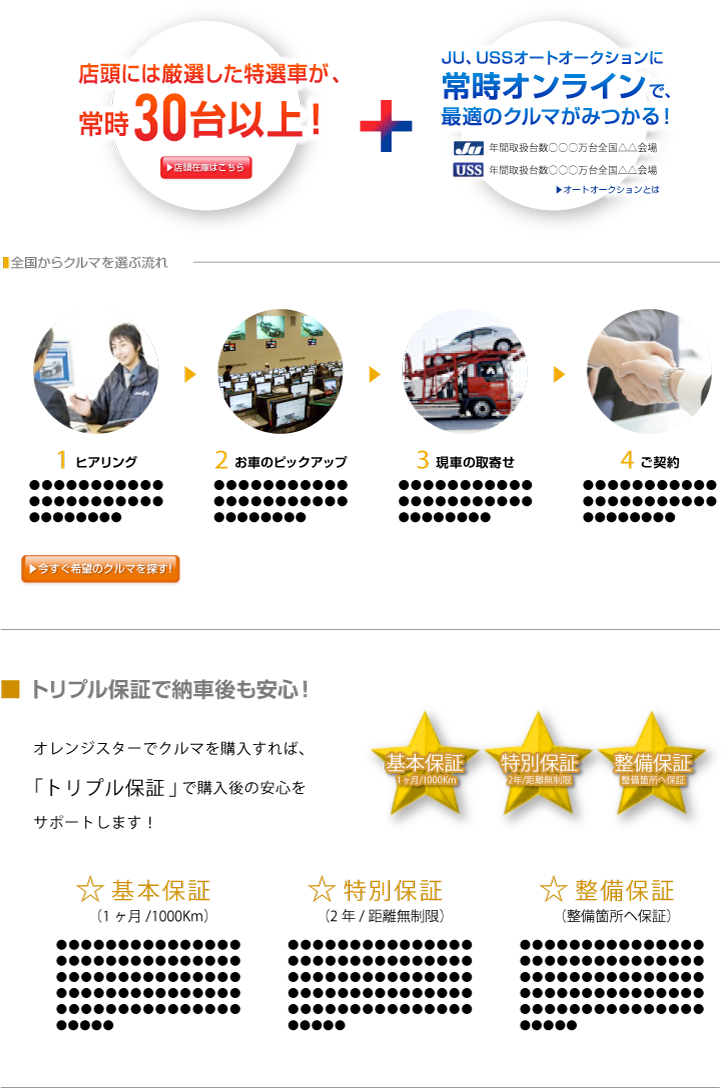 店頭には厳選した特選車が、
常時30台以上！
▶店頭在庫はこちら
JU、USSオートオークションに
常時オンラインで、
最適のクルマがみつかる！
JU 年間取扱台数○○○万台全国△△会場
USS 年間取扱台数○○○万台全国△△会場
▶オートオークションとは
全国からクルマを選ぶ流れ
1 ヒアリング
●●●●●●●●●●●
●●●●●●●●●●●
●●●●●●●●
2 お車のピックアップ
●●●●●●●●●●●
●●●●●●●●●●●
●●●●●●●●
3 現車の取寄せ
●●●●●●●●●●●
●●●●●●●●●●●
●●●●●●●●
4 ご契約
●●●●●●●●●●●
●●●●●●●●●●●
●●●●●●●●
▶今すぐ希望のクルマを探す!
■ トリプル保証で納車後も安心！
オレンジスターでクルマを購入すれば、
「トリプル保証」で購入後の安心を
サポートします！
基本保証
1ヶ月/1000Km
特別保証
2年/距離無制限
整備保証
整備箇所へ保証
☆ 基本保証
（1ヶ月/1000Km）
●●●●●●●●●●●●●●●●
●●●●●●●●●●●●●●●●
●●●●●●●●●●●●●●●●
●●●●●●●●●●●●●●●●
●●●●●●●●●●●●●●●●
●●●●●
☆ 特別保証
（2年/距離無制限）
●●●●●●●●●●●●●●●●
●●●●●●●●●●●●●●●●
●●●●●●●●●●●●●●●●
●●●●●●●●●●●●●●●●
●●●●●●●●●●●●●●●●
●●●●●
☆ 整備保証
（整備箇所へ保証）
●●●●●●●●●●●●●●●●
●●●●●●●●●●●●●●●●
●●●●●●●●●●●●●●●●
●●●●●●●●●●●●●●●●
●●●●●●●●●●●●●●●●
●●●●●